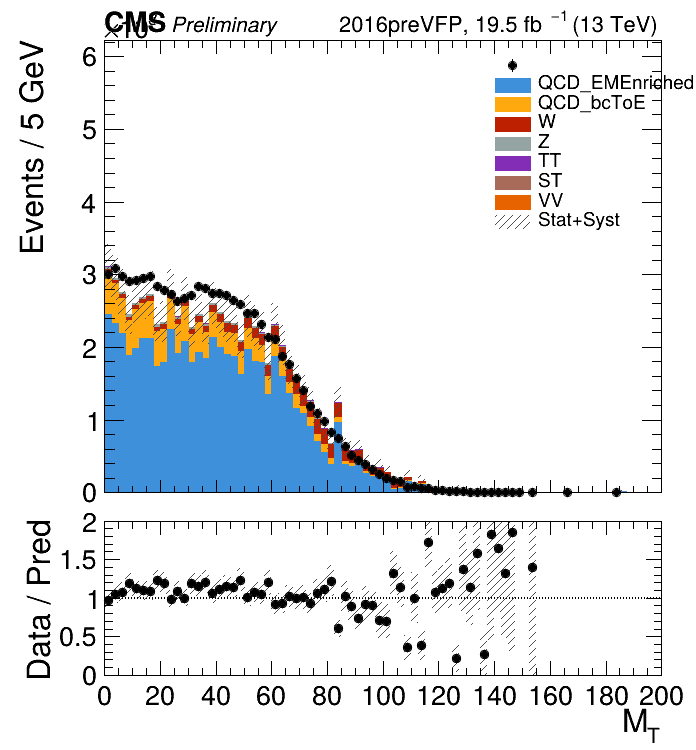 CMS Preliminary 2016preVFP, 19.5 fb⁻¹ (13 TeV)
Events / 5 GeV
6
5
4
3
2
1
0
QCD_EMEnriched
QCD_bcToE
W
Z
TT
ST
VV
Stat+Syst
Data / Pred
2
1.5
1
0.5
0
0 20 40 60 80 100 120 140 160 180 200
M_T